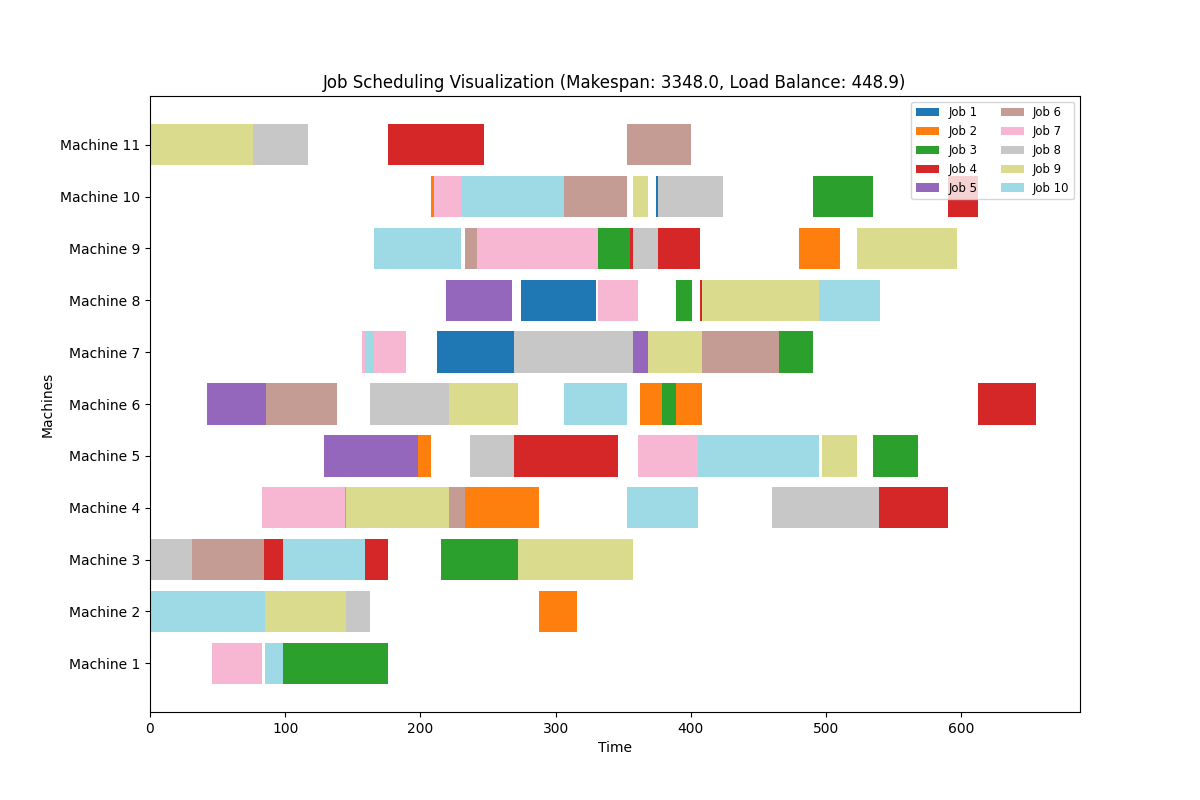 Job Scheduling Visualization (Makespan: 3348.0, Load Balance: 448.9)
Job 1 Job 6
Job 2 Job 7
Job 3 Job 8
Job 4 Job 9
Job 5 Job 10
Machine 11
Machine 10
Machine 9
Machine 8
Machine 7
Machine 6
Machine 5
Machine 4
Machine 3
Machine 2
Machine 1
Machines
0 100 200 300 400 500 600
Time